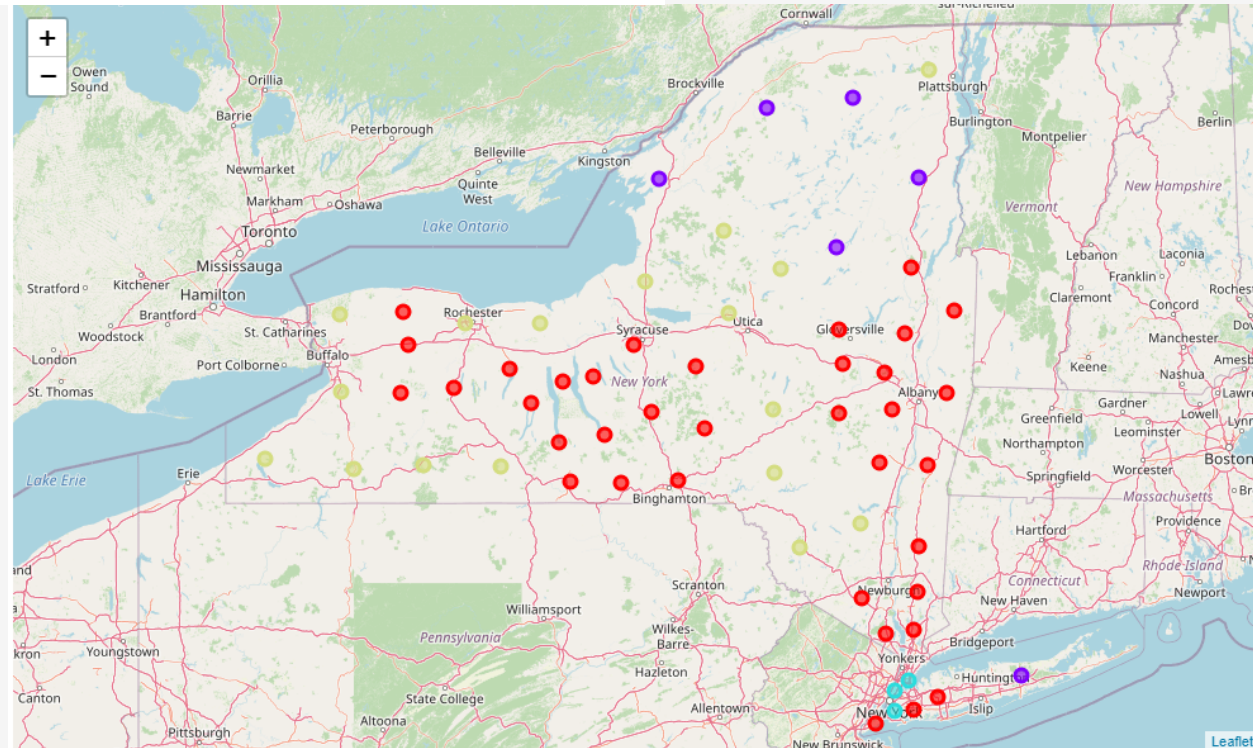 Cornwall
sur-Richelieu
+
−
Owen
Sound
Orillia
Brockville
Plattsburgh
Barrie
Burlington
Berlin
Peterborough
Montpelier
Belleville
Kingston
Newmarket
Quinte
West
New Hampshire
Markham
Oshawa
Vermont
Toronto
Lake Ontario
Lebanon
Laconia
Mississauga
Franklin
Stratford
Kitchener
Hamilton
Claremont
Concord
Rochester
Brantford
St. Catharines
Syracuse
Utica
Gloversville
Woodstock
Manchester
London
Buffalo
Port Colborne
Keene
Nashua
St. Thomas
New York
Albany
Gardner
Lowell
Greenfield
Leominster
Northampton
Boston
Erie
Worcester
Lake Erie
Springfield
Binghamton
Massachusetts
Providence
Hartford
Connecticut
Rhode Island
Scranton
Newburgh
New Haven
Newport
Williamsport
Wilkes-
Barre
Pennsylvania
Bridgeport
Youngstown
Yonkers
Hazleton
Canton
State College
Allentown
New York
Islip
Altoona
Pittsburgh
New Brunswick
Leaflet